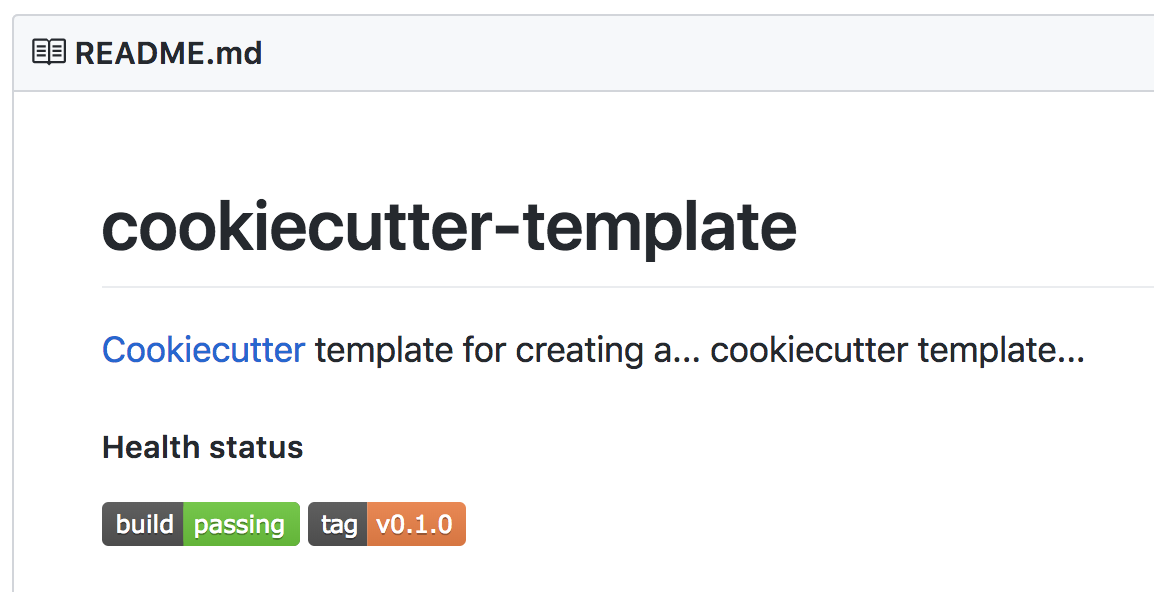 README.md
cookiecutter-template
Cookiecutter template for creating a... cookiecutter template...
Health status
build passing tag v0.1.0